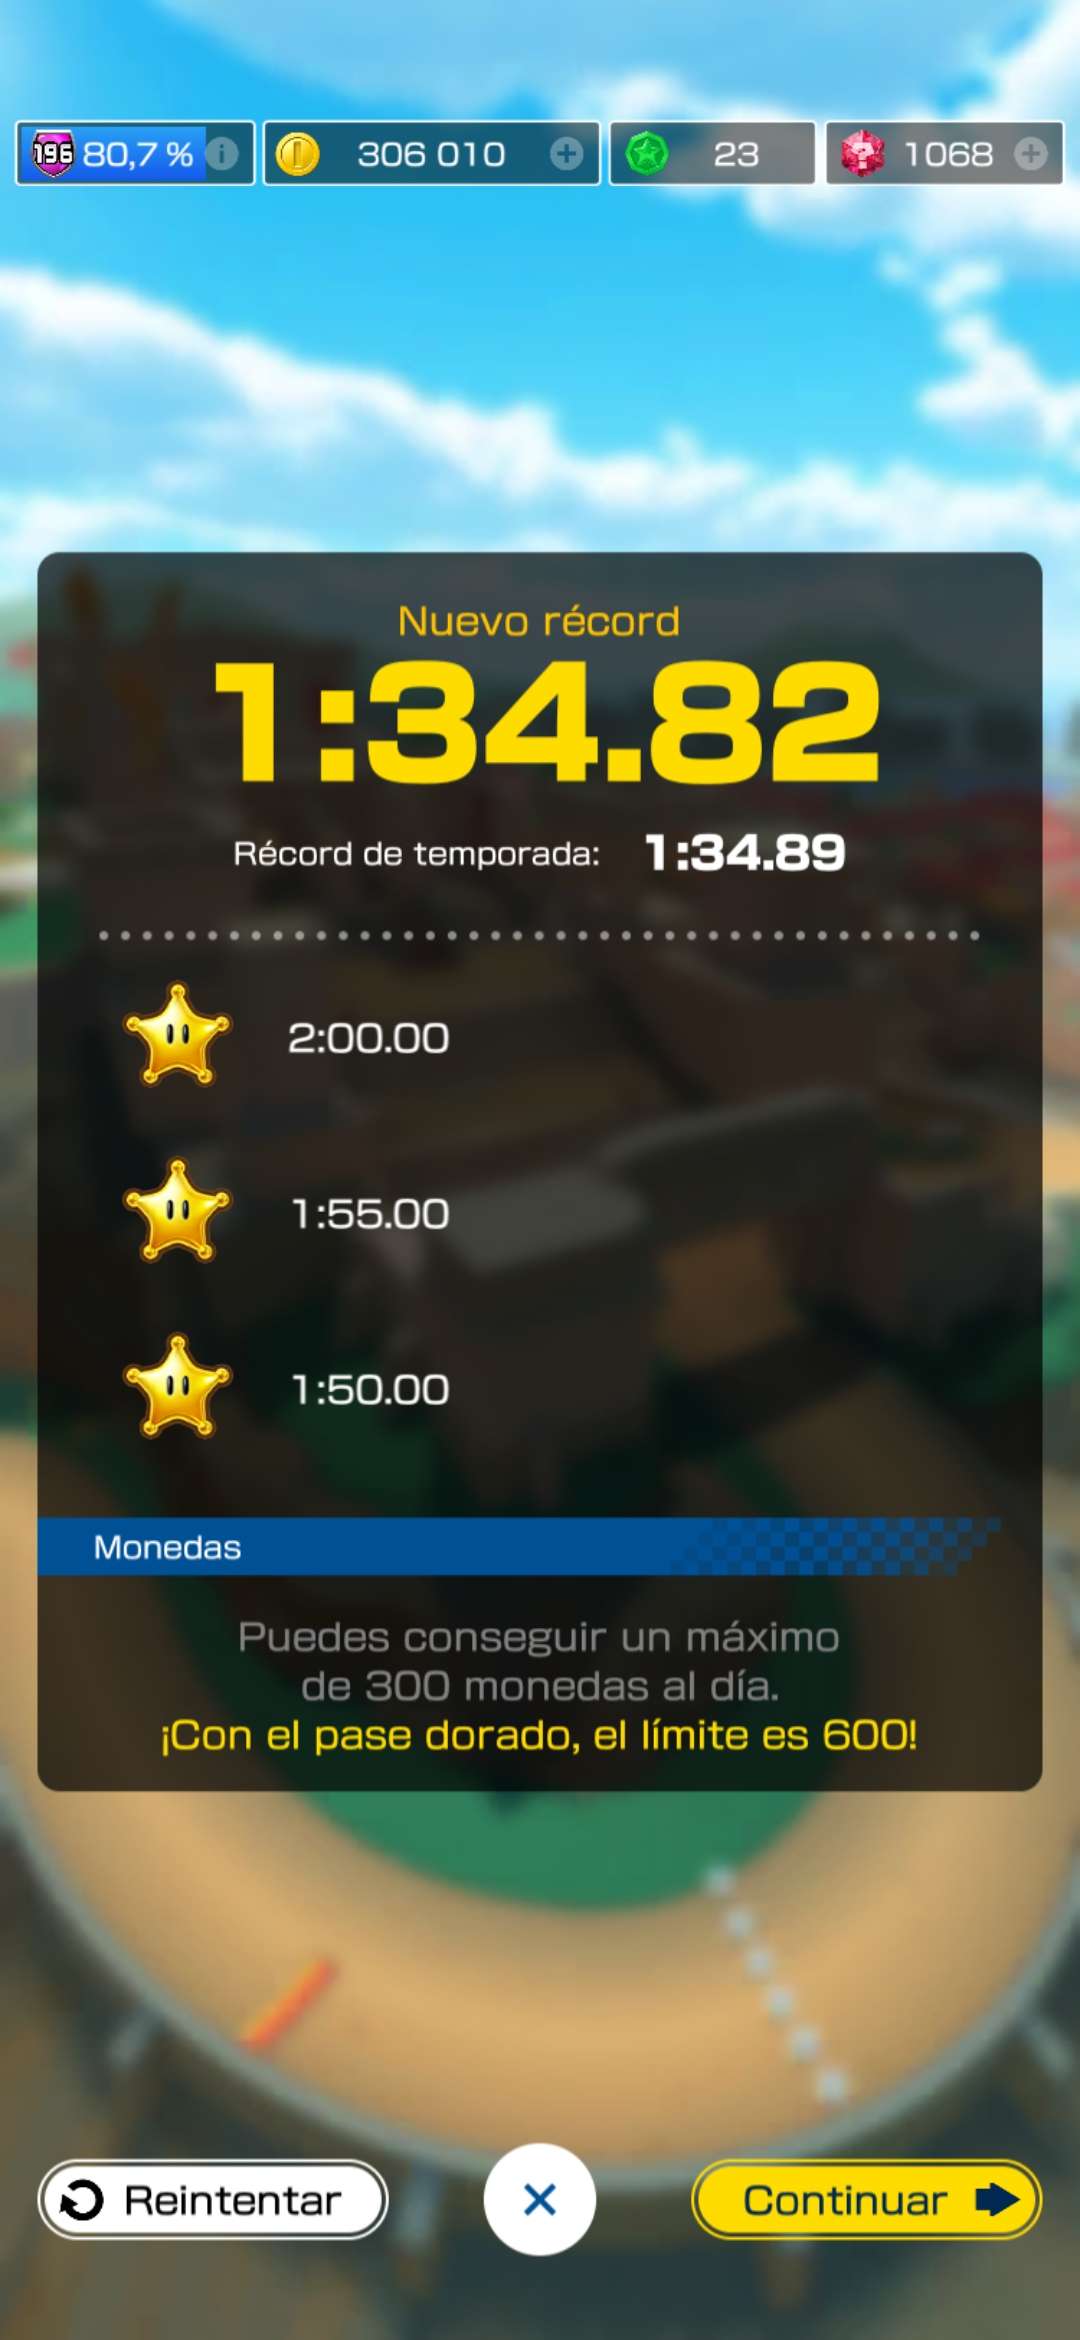 196 80,7 % i 306 010 + 23 1068 +
Nuevo récord
1:34.82
Récord de temporada: 1:34.89
2:00.00
1:55.00
1:50.00
Monedas
Puedes conseguir un máximo
de 300 monedas al día.
¡Con el pase dorado, el límite es 600!
Reintentar × Continuar